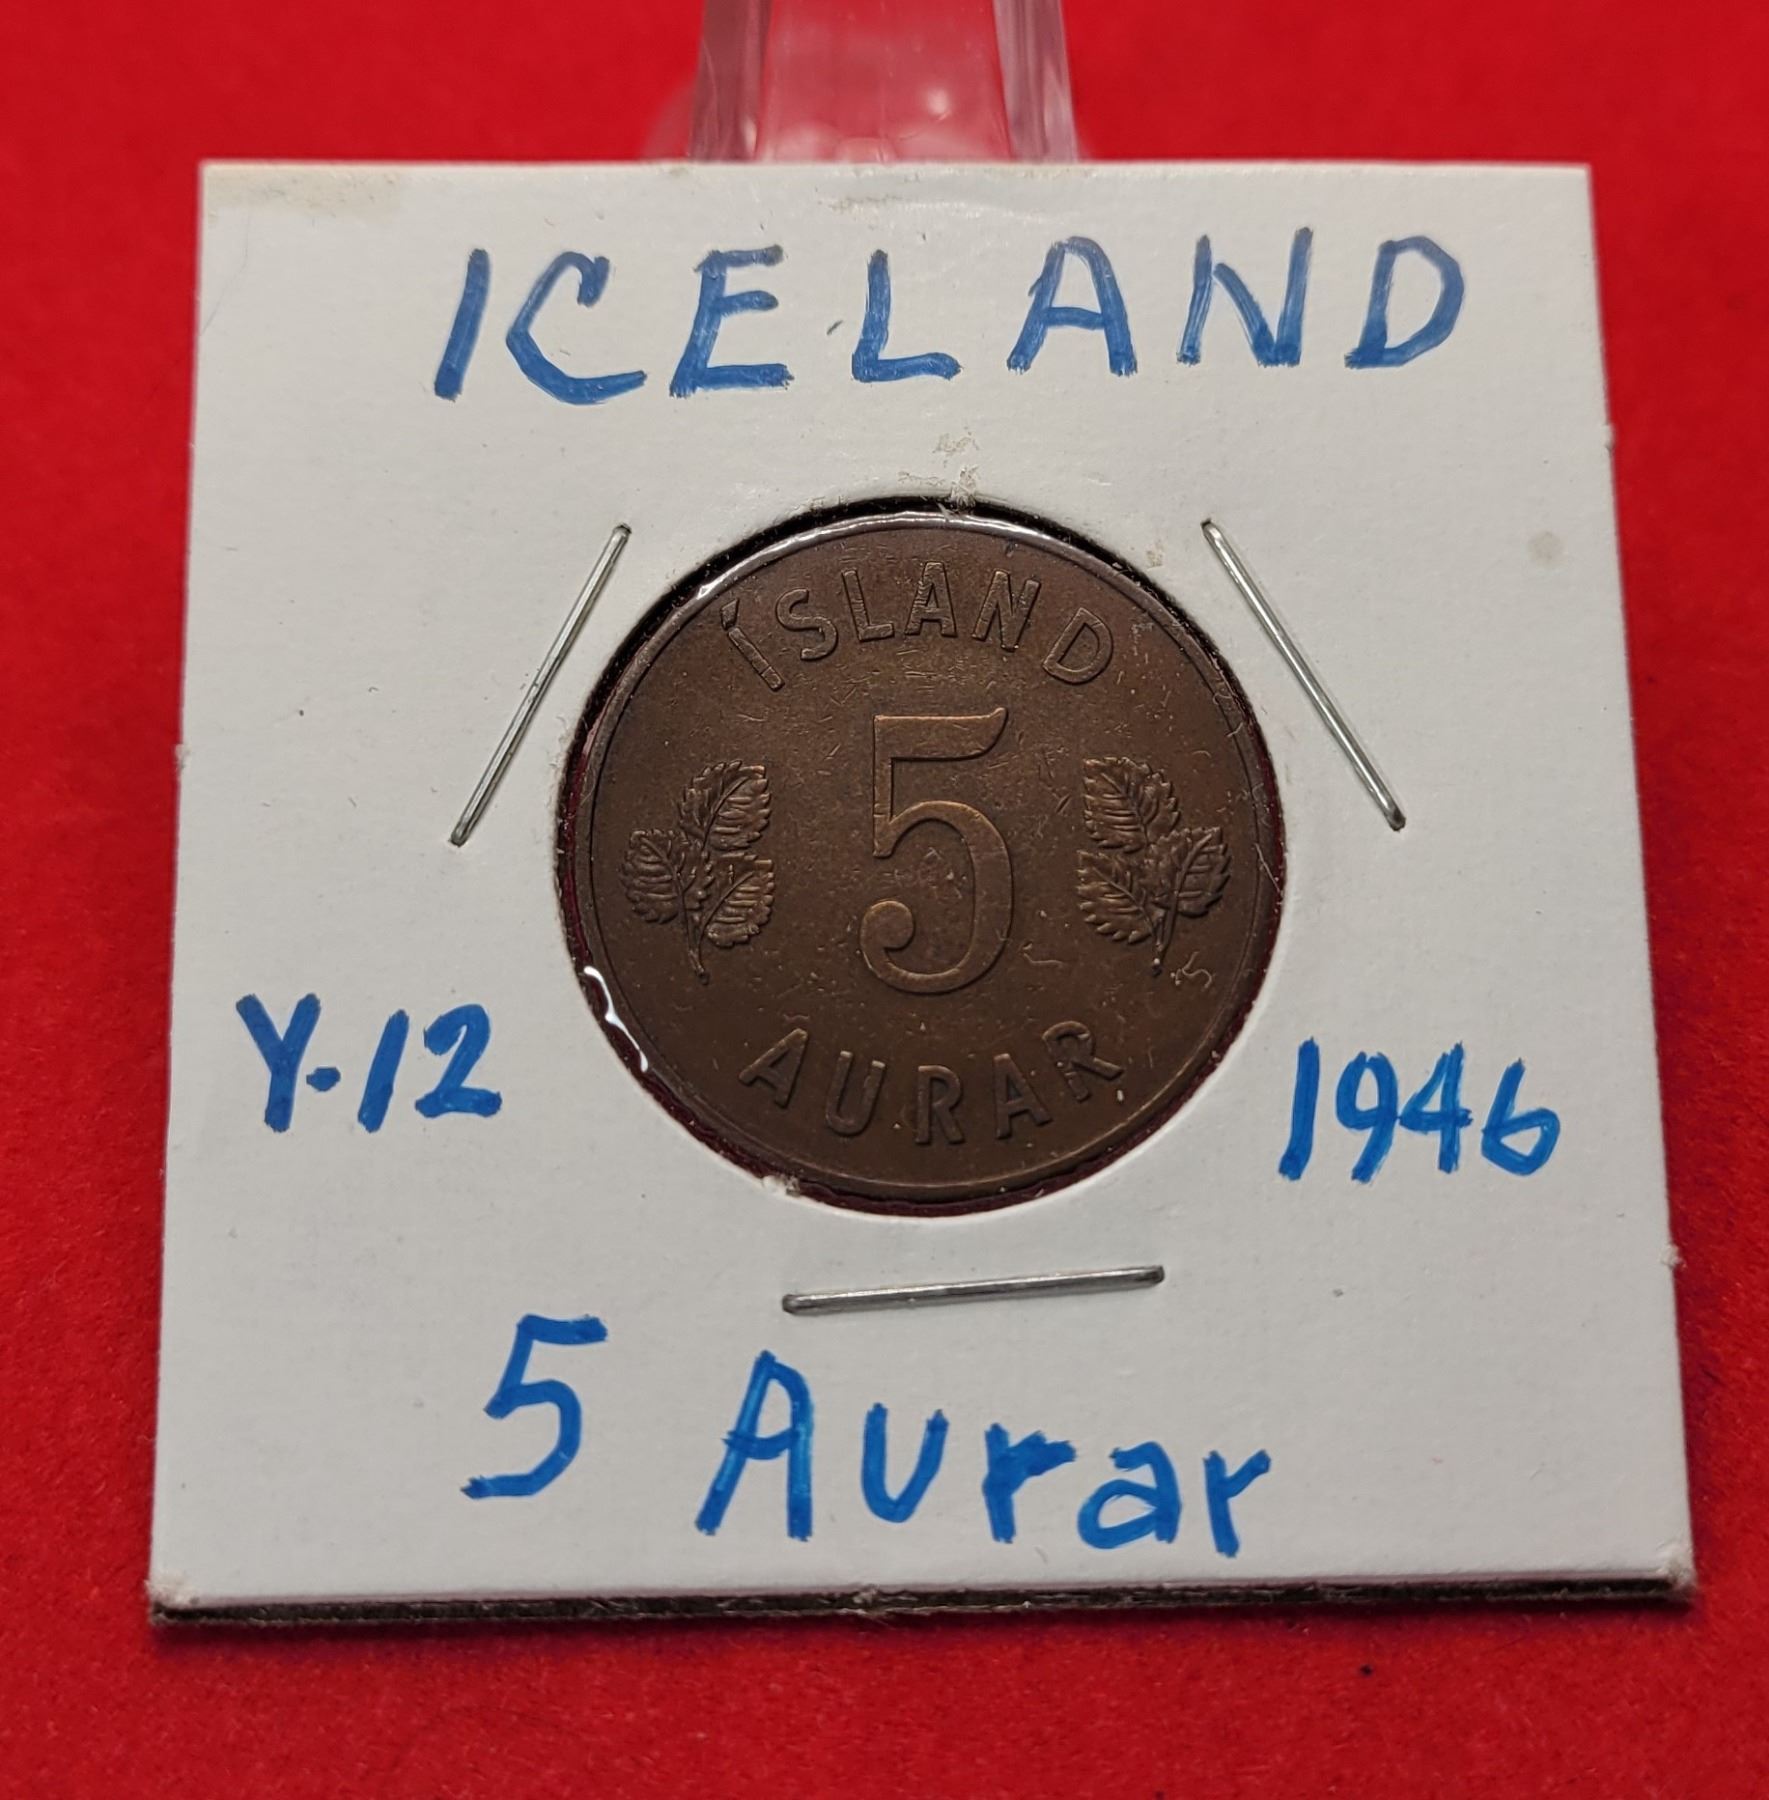 ICELAND
ÍSLAND
5
AURAR
Y-12
1946
5 Aurar